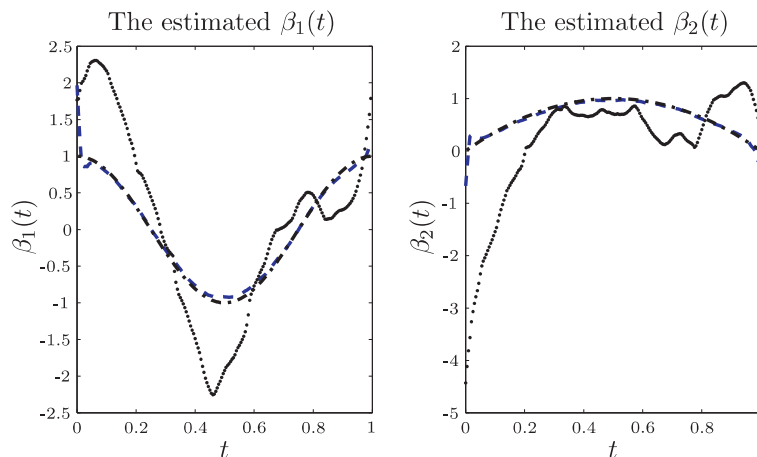 The estimated β₁(t)
2.5
2
1.5
1
0.5
0
-0.5
-1
-1.5
-2
-2.5
β₁(t)
0 0.2 0.4 0.6 0.8 1
t
The estimated β₂(t)
2
1
0
-1
-2
-3
-4
-5
β₂(t)
0 0.2 0.4 0.6 0.8
t